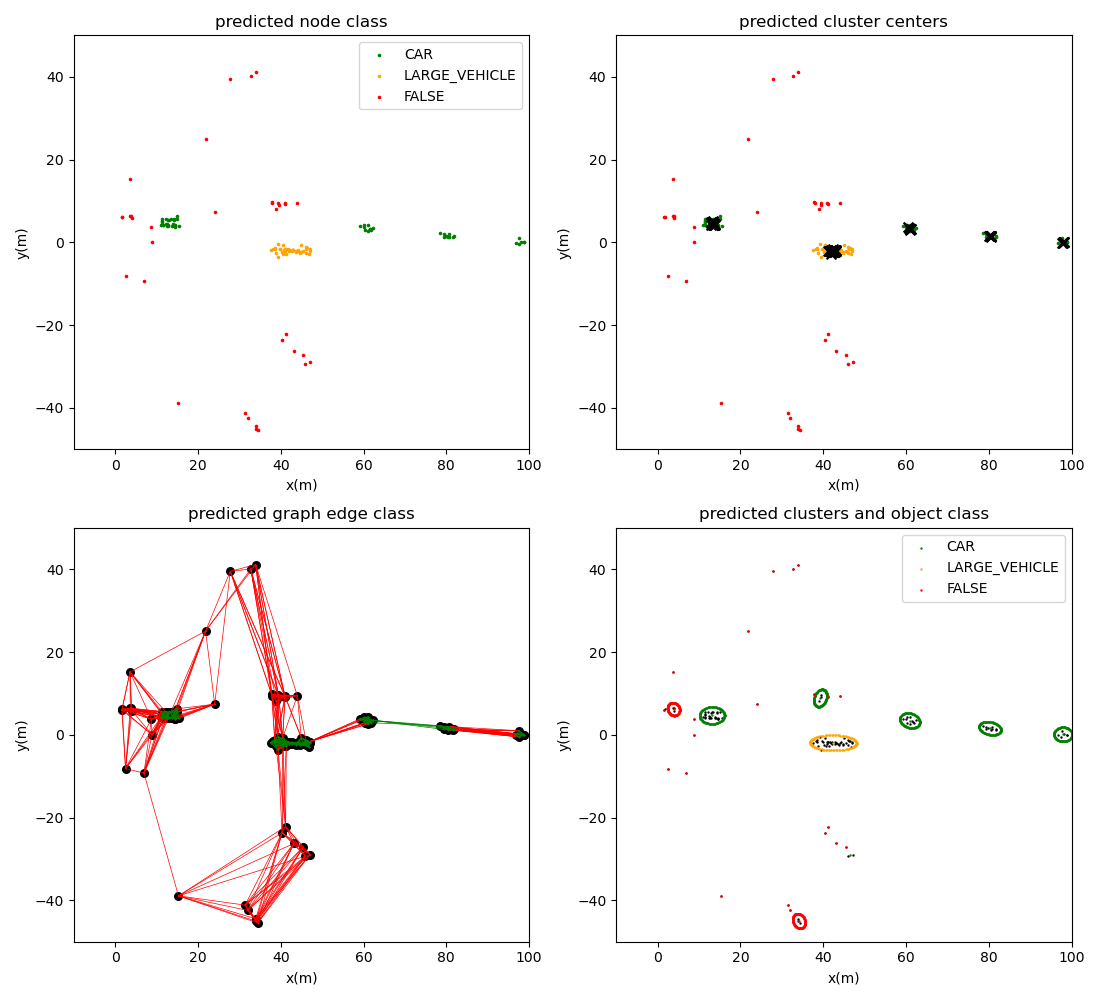 predicted node class
CAR
LARGE_VEHICLE
FALSE
40
20
0
−20
−40
y(m)
0 20 40 60 80 100
x(m)
predicted cluster centers
40
20
0
−20
−40
y(m)
0 20 40 60 80 100
x(m)
predicted graph edge class
40
20
0
−20
−40
y(m)
0 20 40 60 80 100
x(m)
predicted clusters and object class
CAR
LARGE_VEHICLE
FALSE
40
20
0
−20
−40
y(m)
0 20 40 60 80 100
x(m)